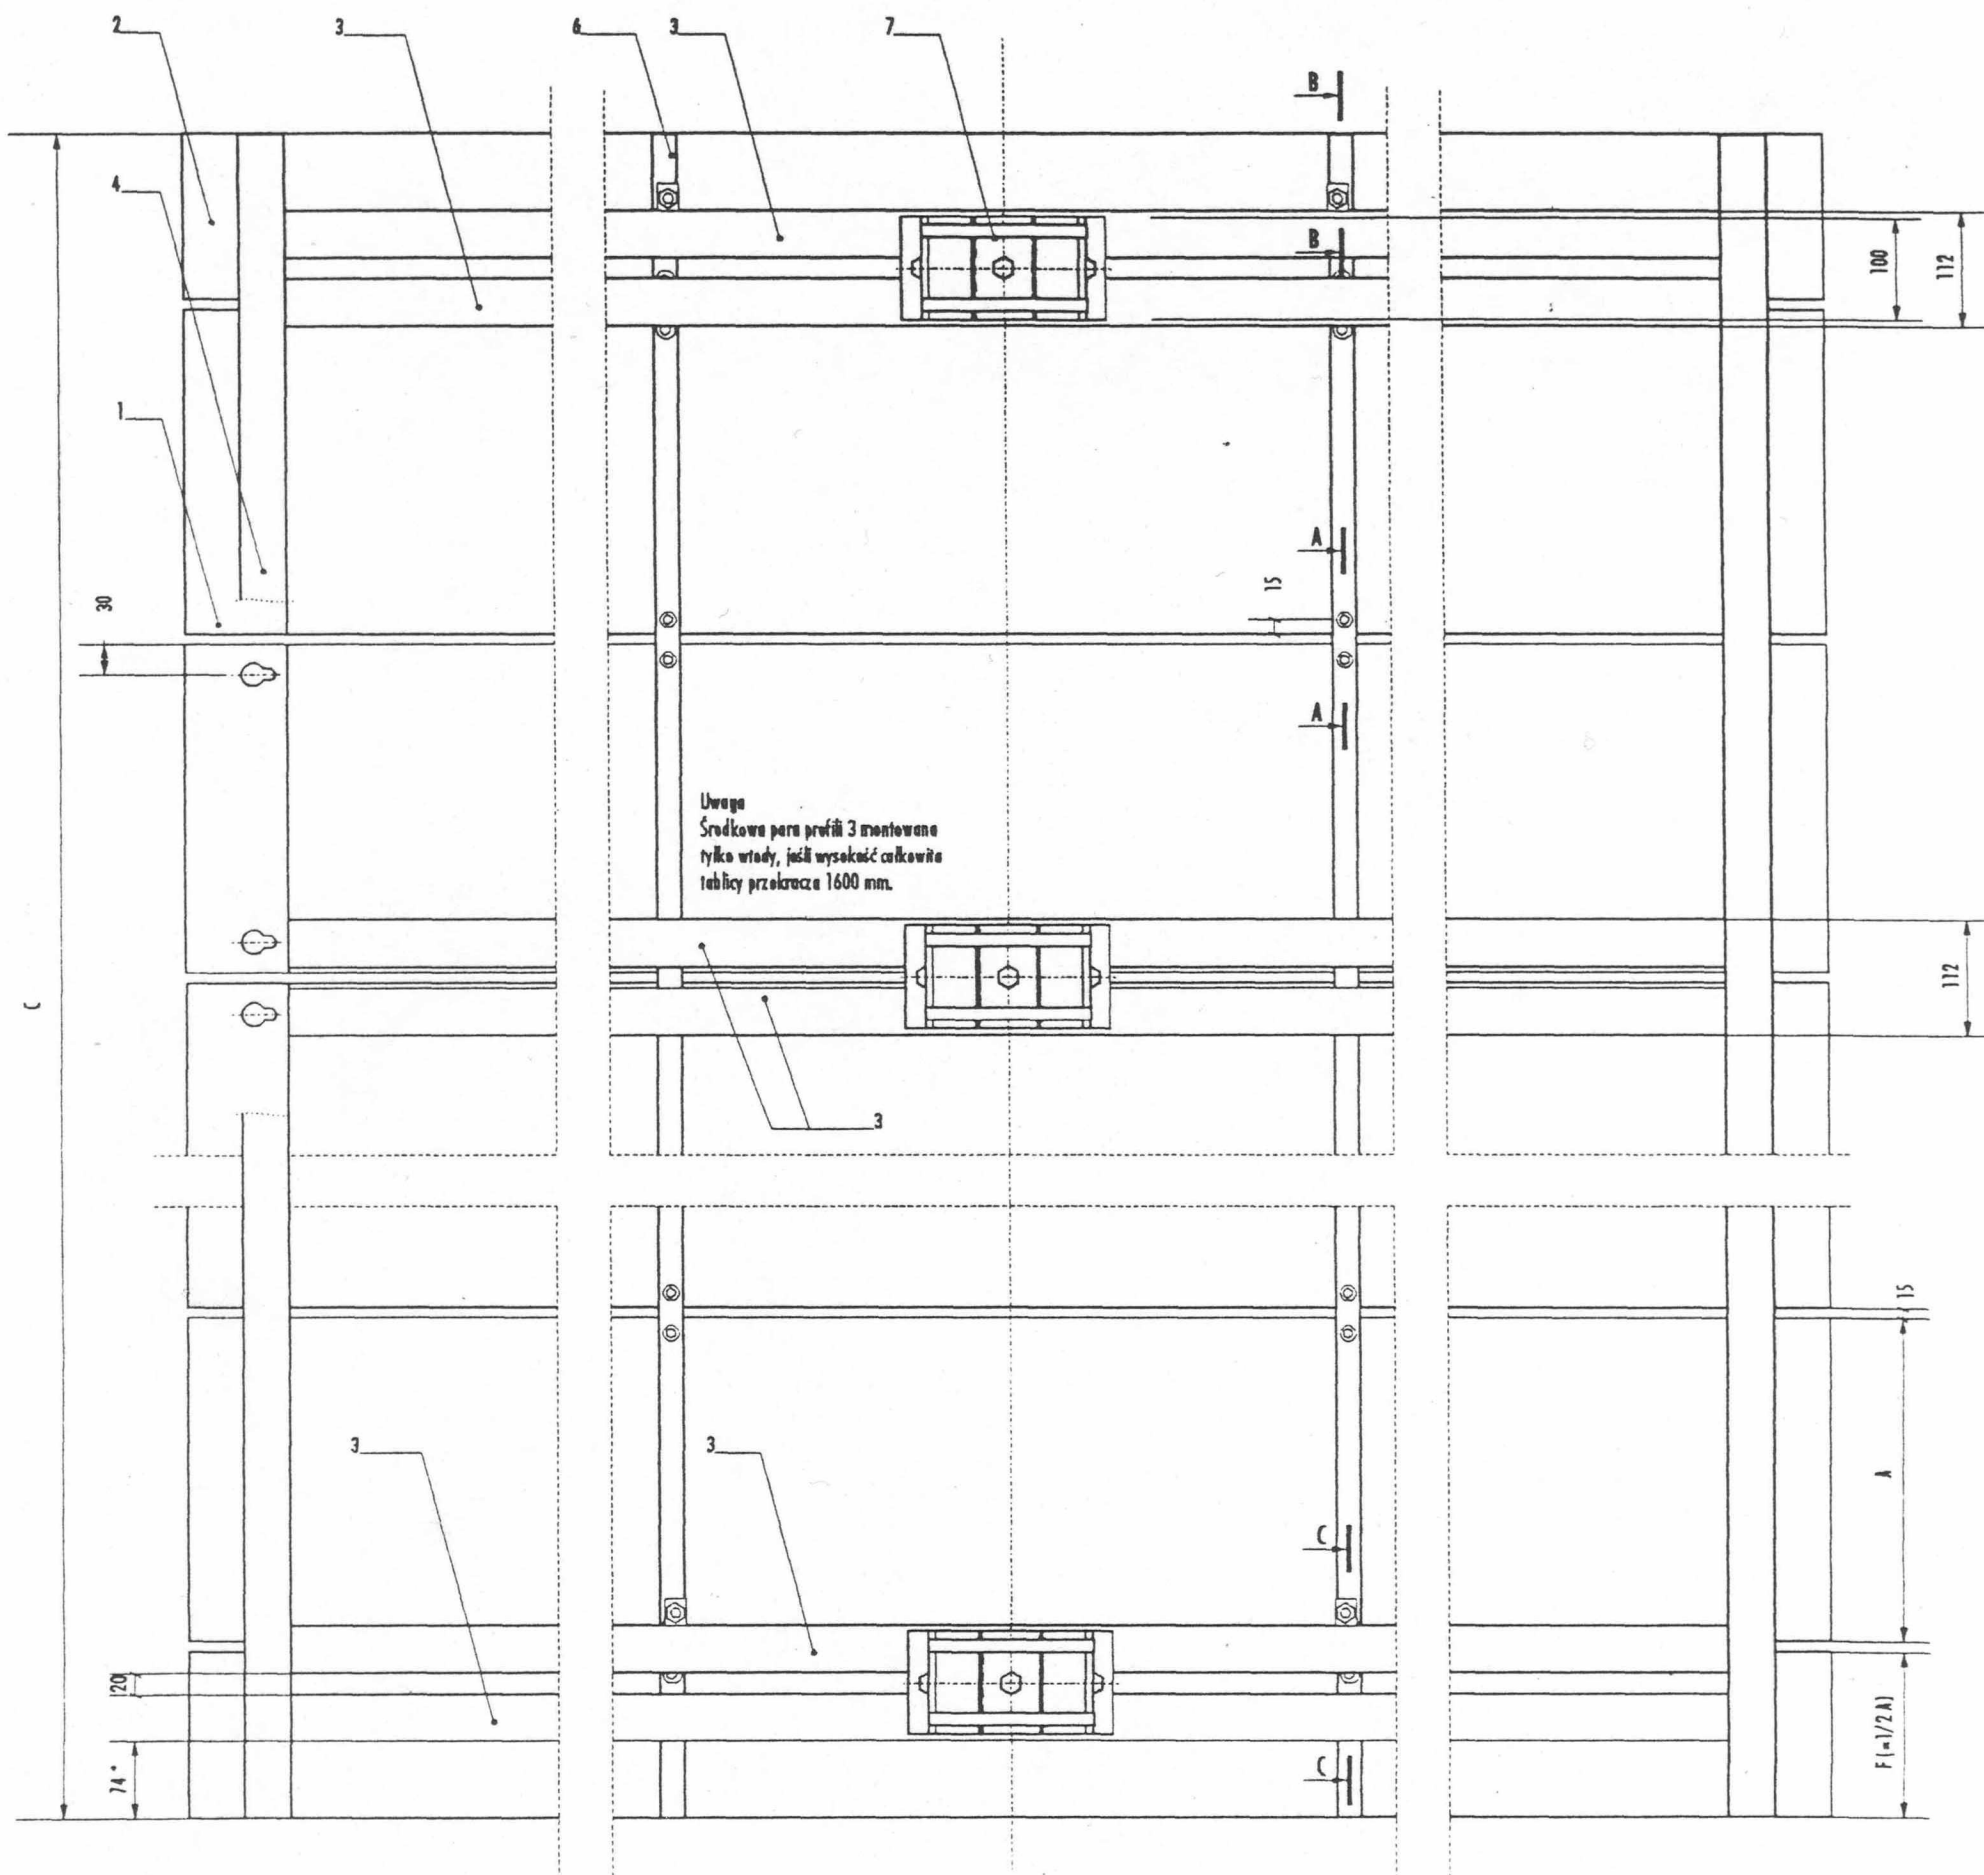 2
3
6
3
7
B
4
B
100
112
1
A
30
15
A
Uwaga
Środkowa para profili 3 montowana
tylko wtedy, jeśli wysokość całkowita
tablicy przekracza 1600 mm.
C
112
3
15
A
3
3
C
20
F(=1/2A)
74*
C